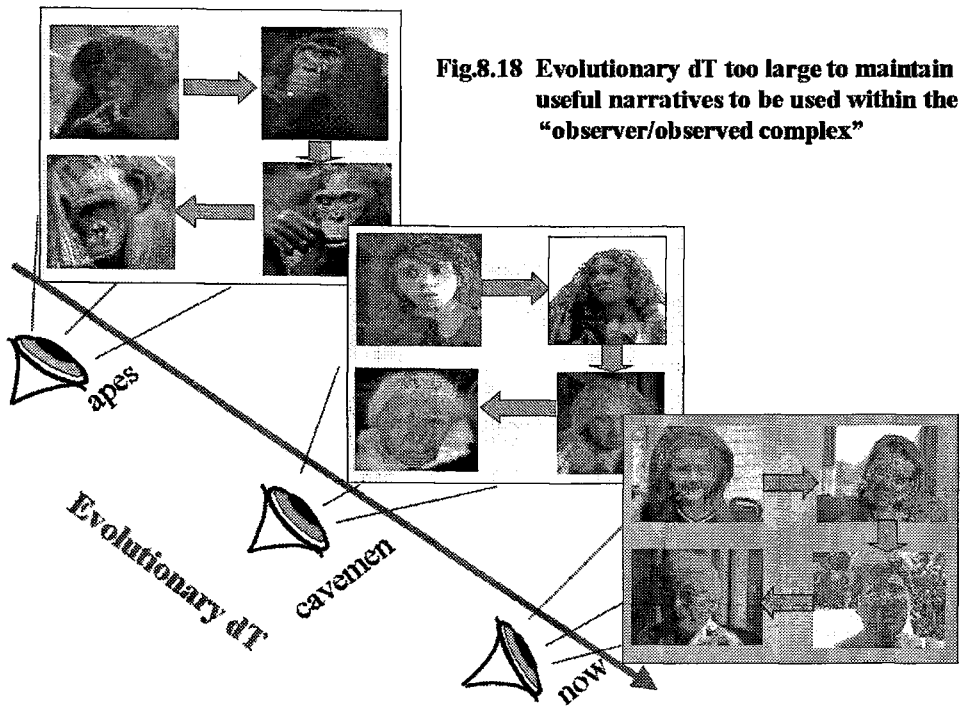 Fig.8.18 Evolutionary dT too large to maintain
useful narratives to be used within the
“observer/observed complex”
apes
Evolutionary dT
cavemen
now